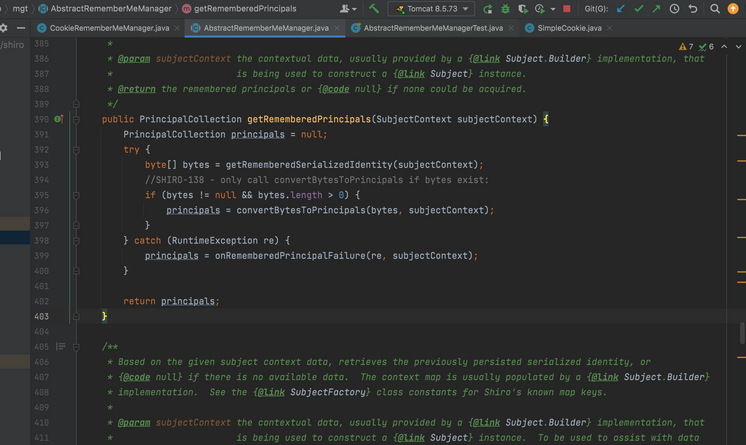 mgt AbstractRememberMeManager getRememberedPrincipals Tomcat 8.5.73 Git(G):
CookieRememberMeManager.java AbstractRememberMeManager.java AbstractRememberMeManagerTest.java SimpleCookie.java
/shiro
7 6
385 *
386 * @param subjectContext the contextual data, usually provided by a {@link Subject.Builder} implementation, that
387 * is being used to construct a {@link Subject} instance.
388 * @return the remembered principals or {@code null} if none could be acquired.
389 */
390 public PrincipalCollection getRememberedPrincipals(SubjectContext subjectContext) {
391 PrincipalCollection principals = null;
392 try {
393 byte[] bytes = getRememberedSerializedIdentity(subjectContext);
394 //SHIRO-138 - only call convertBytesToPrincipals if bytes exist:
395 if (bytes != null && bytes.length > 0) {
396 principals = convertBytesToPrincipals(bytes, subjectContext);
397 }
398 } catch (RuntimeException re) {
399 principals = onRememberedPrincipalFailure(re, subjectContext);
400 }
401
402 return principals;
403 }
404
405 /**
406 * Based on the given subject context data, retrieves the previously persisted serialized identity, or
407 * {@code null} if there is no available data. The context map is usually populated by a {@link Subject.Builder}
408 * implementation. See the {@link SubjectFactory} class constants for Shiro's known map keys.
409 *
410 * @param subjectContext the contextual data, usually provided by a {@link Subject.Builder} implementation, that
411 * is being used to construct a {@link Subject} instance. To be used to assist with data